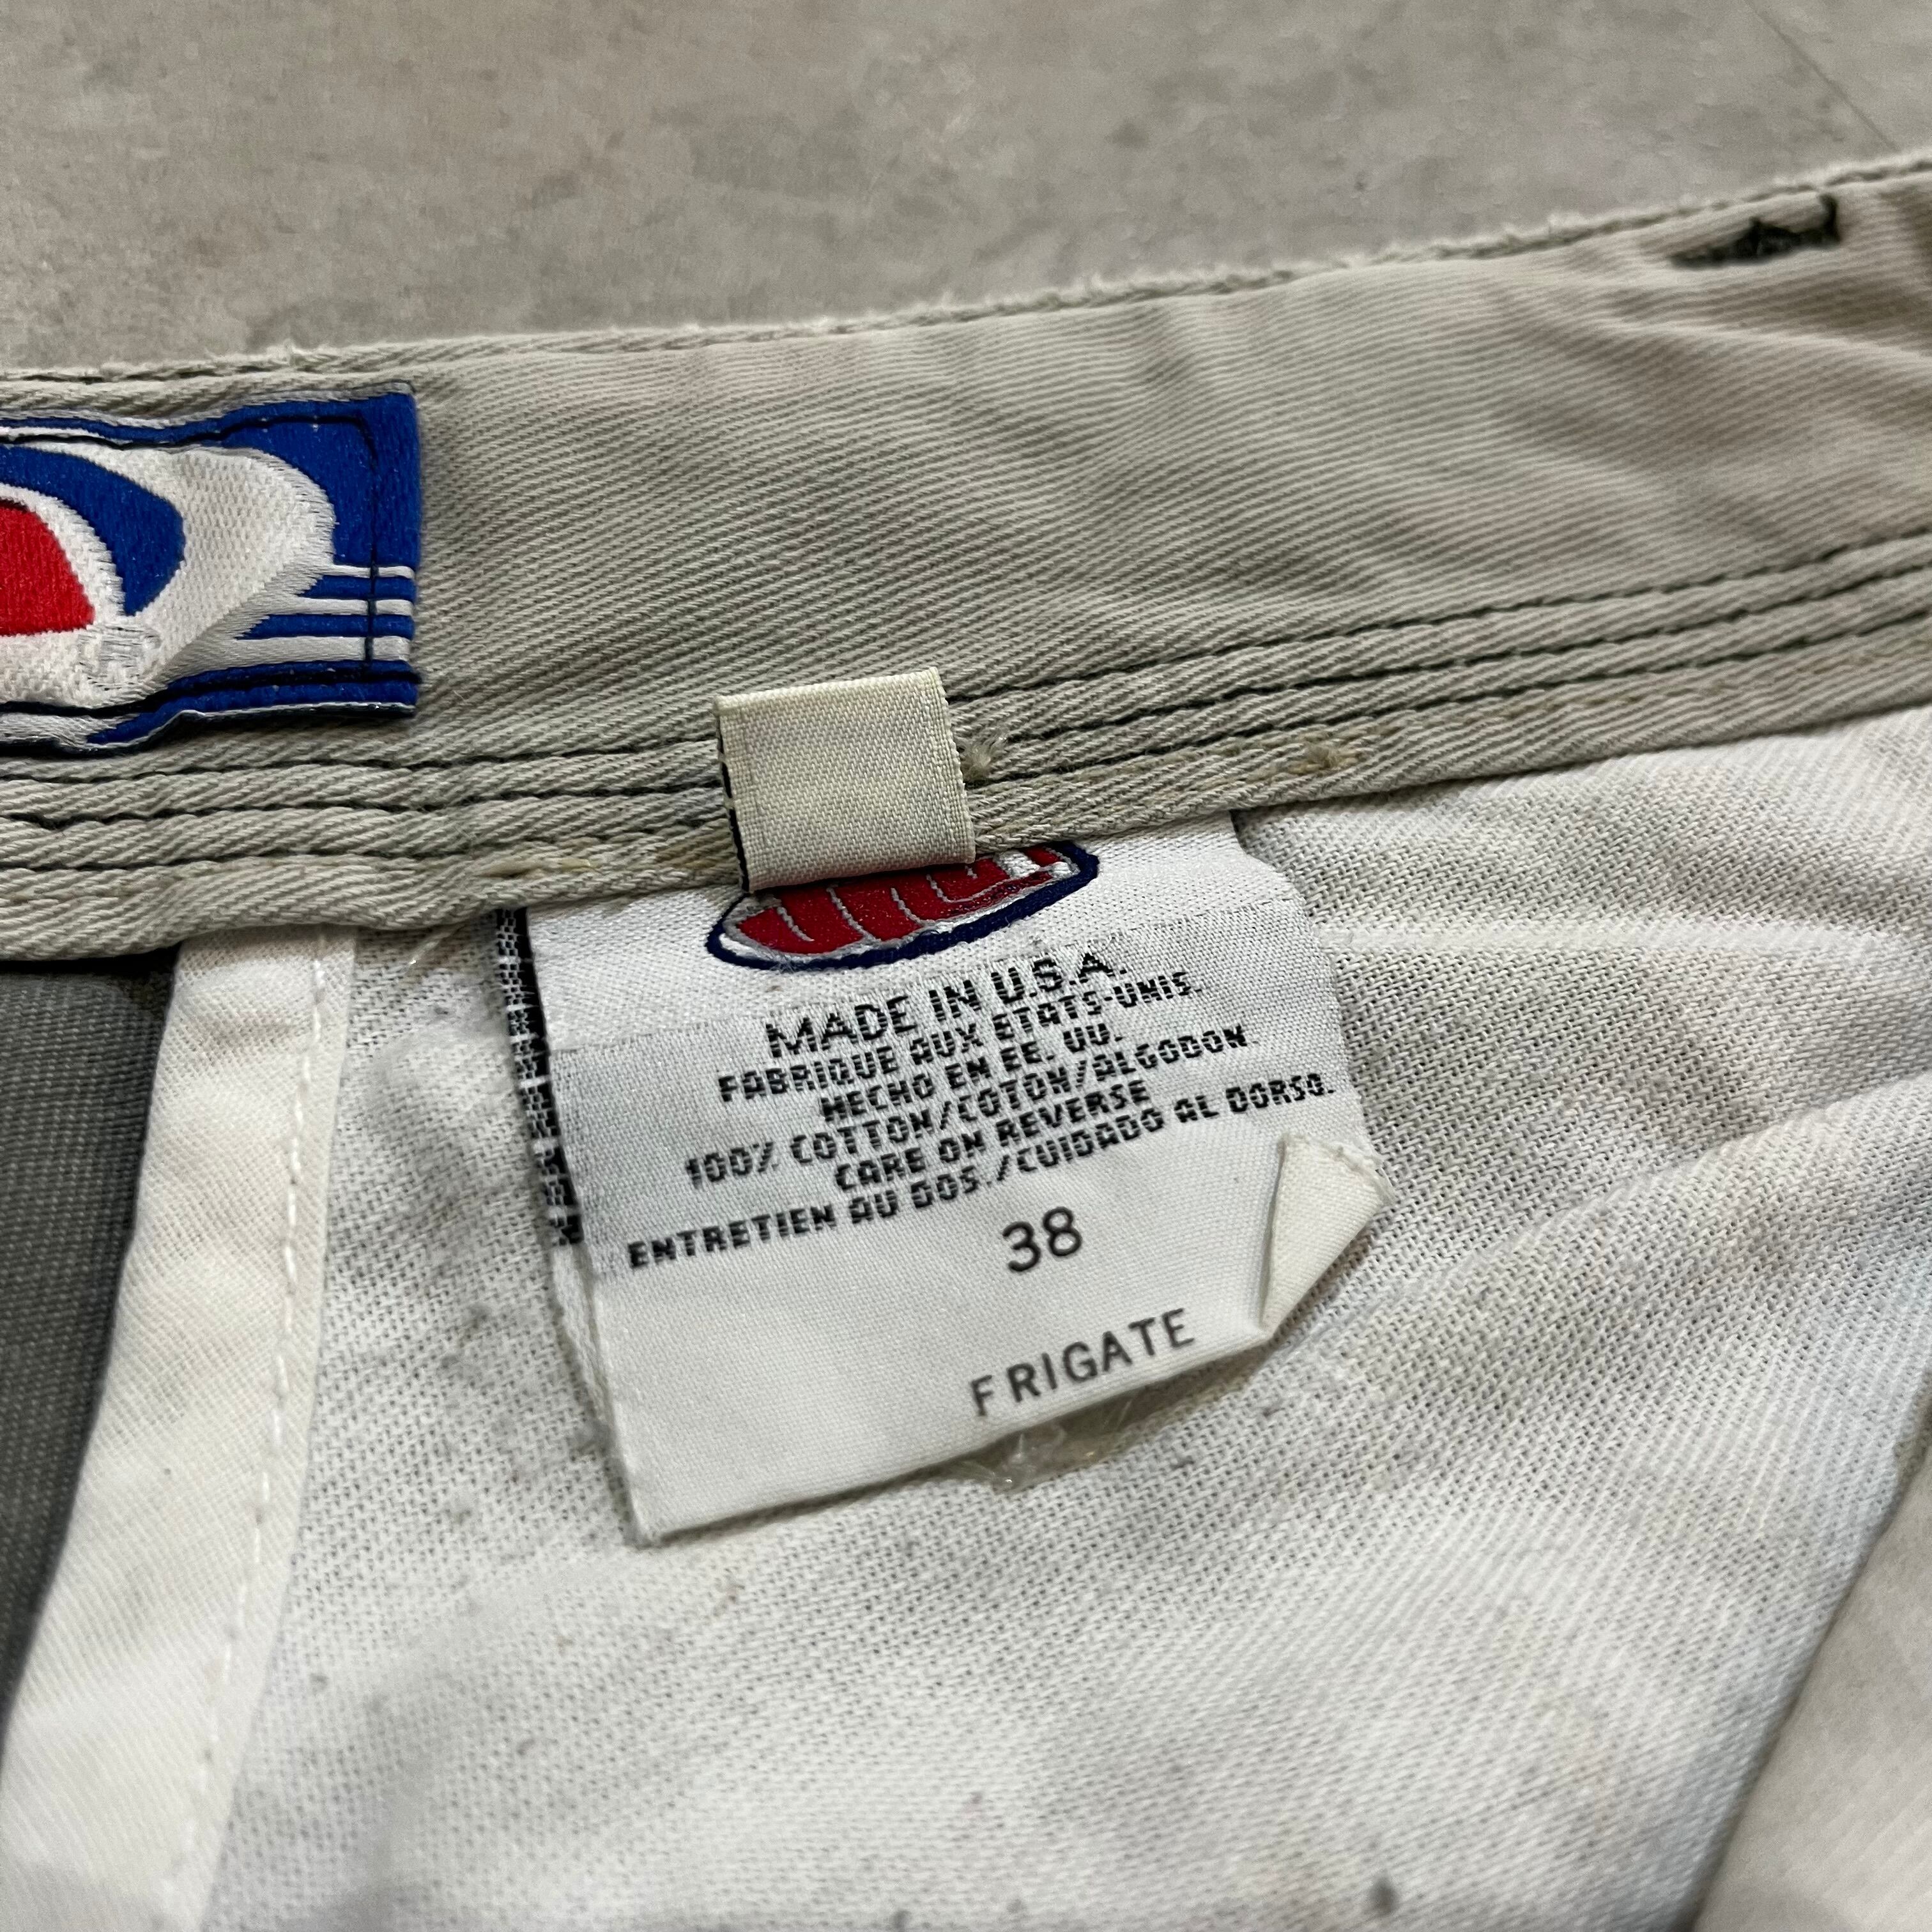 MADE IN U.S.A.
FABRIQUE AUX ETATS-UNIS.
HECHO EN EE. UU.
100% COTTON/COTON/ALGODON
CARE ON REVERSE
ENTRETIEN AU DOS./CUIDADO AL DORSO.
38
FRIGATE